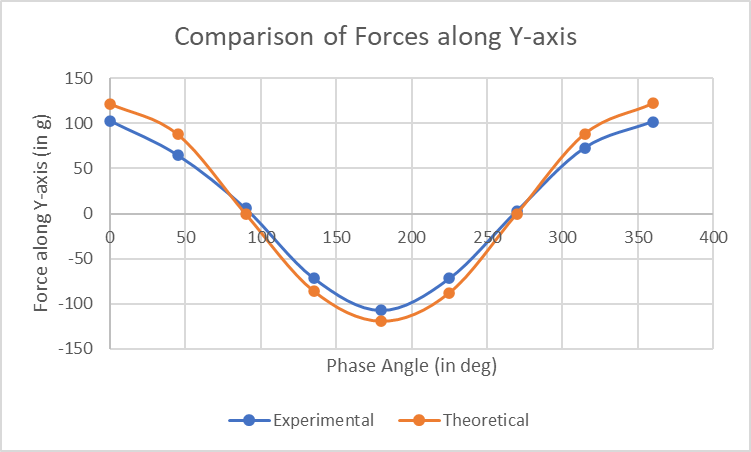 Comparison of Forces along Y-axis
Force along Y-axis (in g)
150
100
50
0
-50
-100
-150
0 50 100 150 200 250 300 350 400
Phase Angle (in deg)
Experimental Theoretical